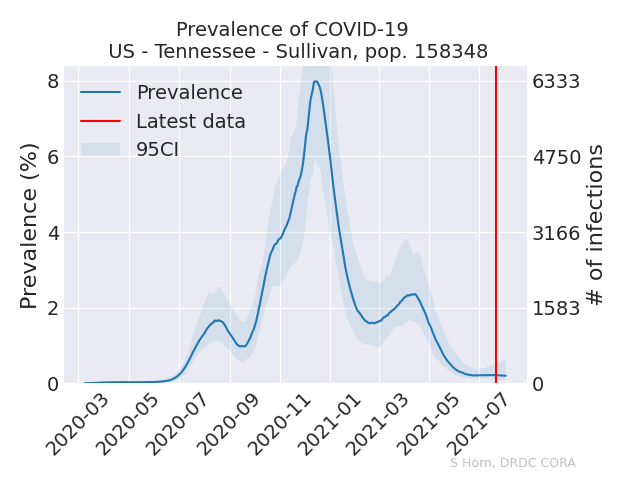 Prevalence of COVID-19
US - Tennessee - Sullivan, pop. 158348
Prevalence
Latest data
95CI
Prevalence (%)
8
6
4
2
0
6333
4750
3166
1583
0
# of infections
2020-03
2020-05
2020-07
2020-09
2020-11
2021-01
2021-03
2021-05
2021-07
S Horn, DRDC CORA